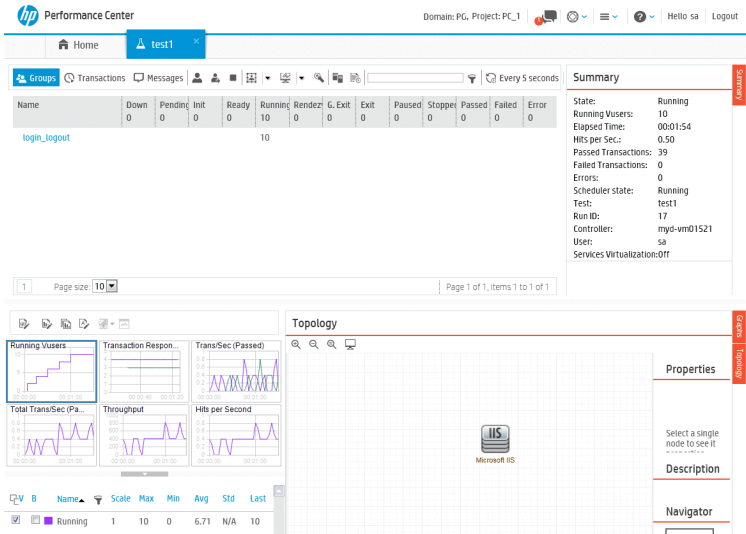 hp Performance Center
Domain: PG, Project: PC_1
Hello sa
Logout
Home
test1
Groups
Transactions
Messages
Every 5 seconds
Name Down Pending Init Ready Running Rendez G. Exit Exit Paused Stopped Passed Failed Error
0 0 0 0 10 0 0 0 0 0 0 0 0
login_logout 10
1 Page size: 10 Page 1 of 1, items 1 to 1 of 1
Summary
State: Running
Running Vusers: 10
Elapsed Time: 00:01:54
Hits per Sec.: 0.50
Passed Transactions: 39
Failed Transactions: 0
Errors: 0
Scheduler state: Running
Test: test1
Run ID: 17
Controller: myd-vm01521
User: sa
Services Virtualization:Off
Summary
Running Vusers
Transaction Respon...
Trans/Sec (Passed)
Total Trans/Sec (Pa...
Throughput
Hits per Second
V B Name Scale Max Min Avg Std Last
Running 1 10 0 6.71 N/A 10
Topology
IIS
Microsoft IIS
Properties
Select a single
node to see it
Description
Navigator
Graphs
Topology